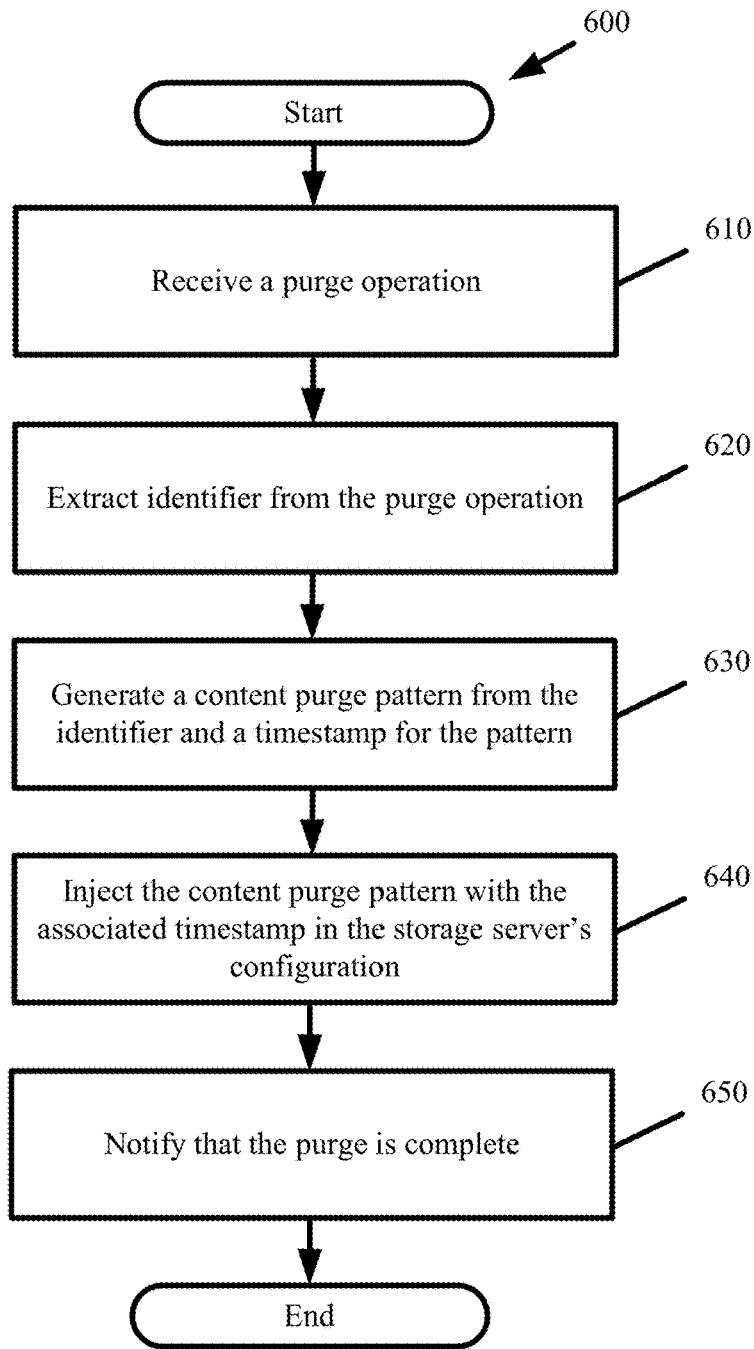 600
Start
610
Receive a purge operation
620
Extract identifier from the purge operation
630
Generate a content purge pattern from the
identifier and a timestamp for the pattern
640
Inject the content purge pattern with the
associated timestamp in the storage server's
configuration
650
Notify that the purge is complete
End